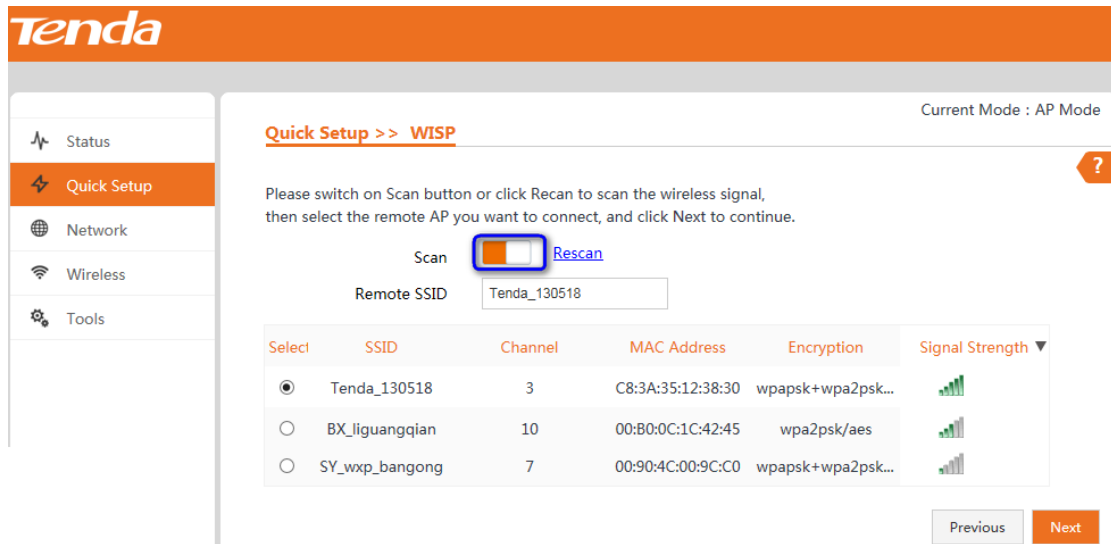 Tenda
Current Mode : AP Mode
Status
Quick Setup
Network
Wireless
Tools
Quick Setup >> WISP
?
Please switch on Scan button or click Recan to scan the wireless signal,
then select the remote AP you want to connect, and click Next to continue.
Scan Rescan
Remote SSID Tenda_130518
Select SSID Channel MAC Address Encryption Signal Strength ▼
Tenda_130518 3 C8:3A:35:12:38:30 wpapsk+wpa2psk...
BX_liguangqian 10 00:B0:0C:1C:42:45 wpa2psk/aes
SY_wxp_bangong 7 00:90:4C:00:9C:C0 wpapsk+wpa2psk...
Previous Next